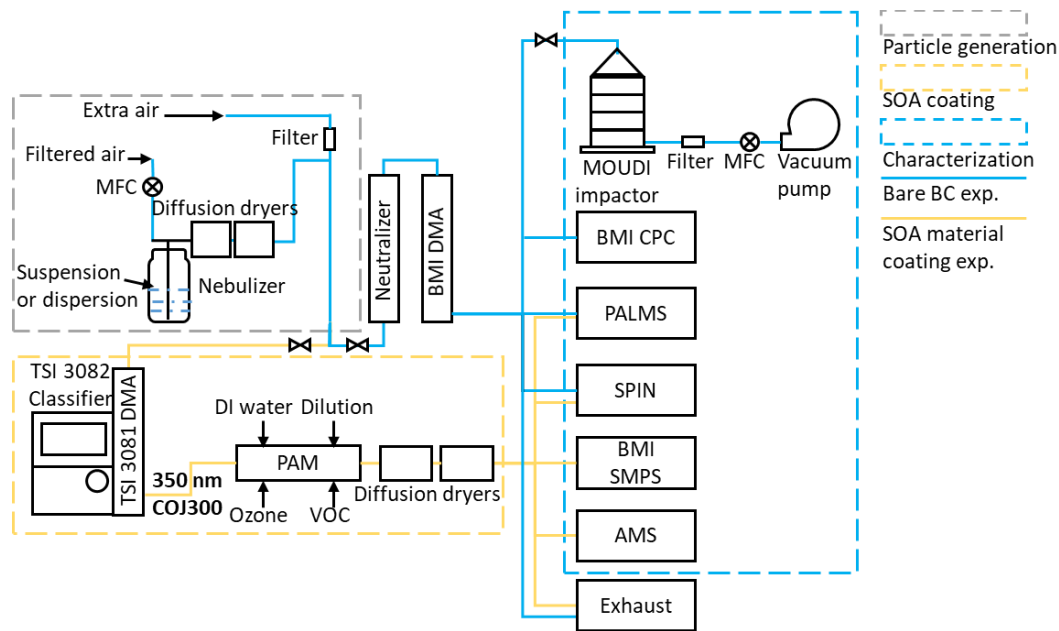 Extra air
Filter
Filtered air
MFC
Diffusion dryers
Suspension
or dispersion
Nebulizer
Neutralizer
BMI DMA
TSI 3082
Classifier
TSI 3081 DMA
350 nm
COJ300
DI water
Dilution
PAM
Ozone
VOC
Diffusion dryers
MOUDI
impactor
Filter
MFC
Vacuum
pump
BMI CPC
PALMS
SPIN
BMI
SMPS
AMS
Exhaust
Particle generation
SOA coating
Characterization
Bare BC exp.
SOA material
coating exp.